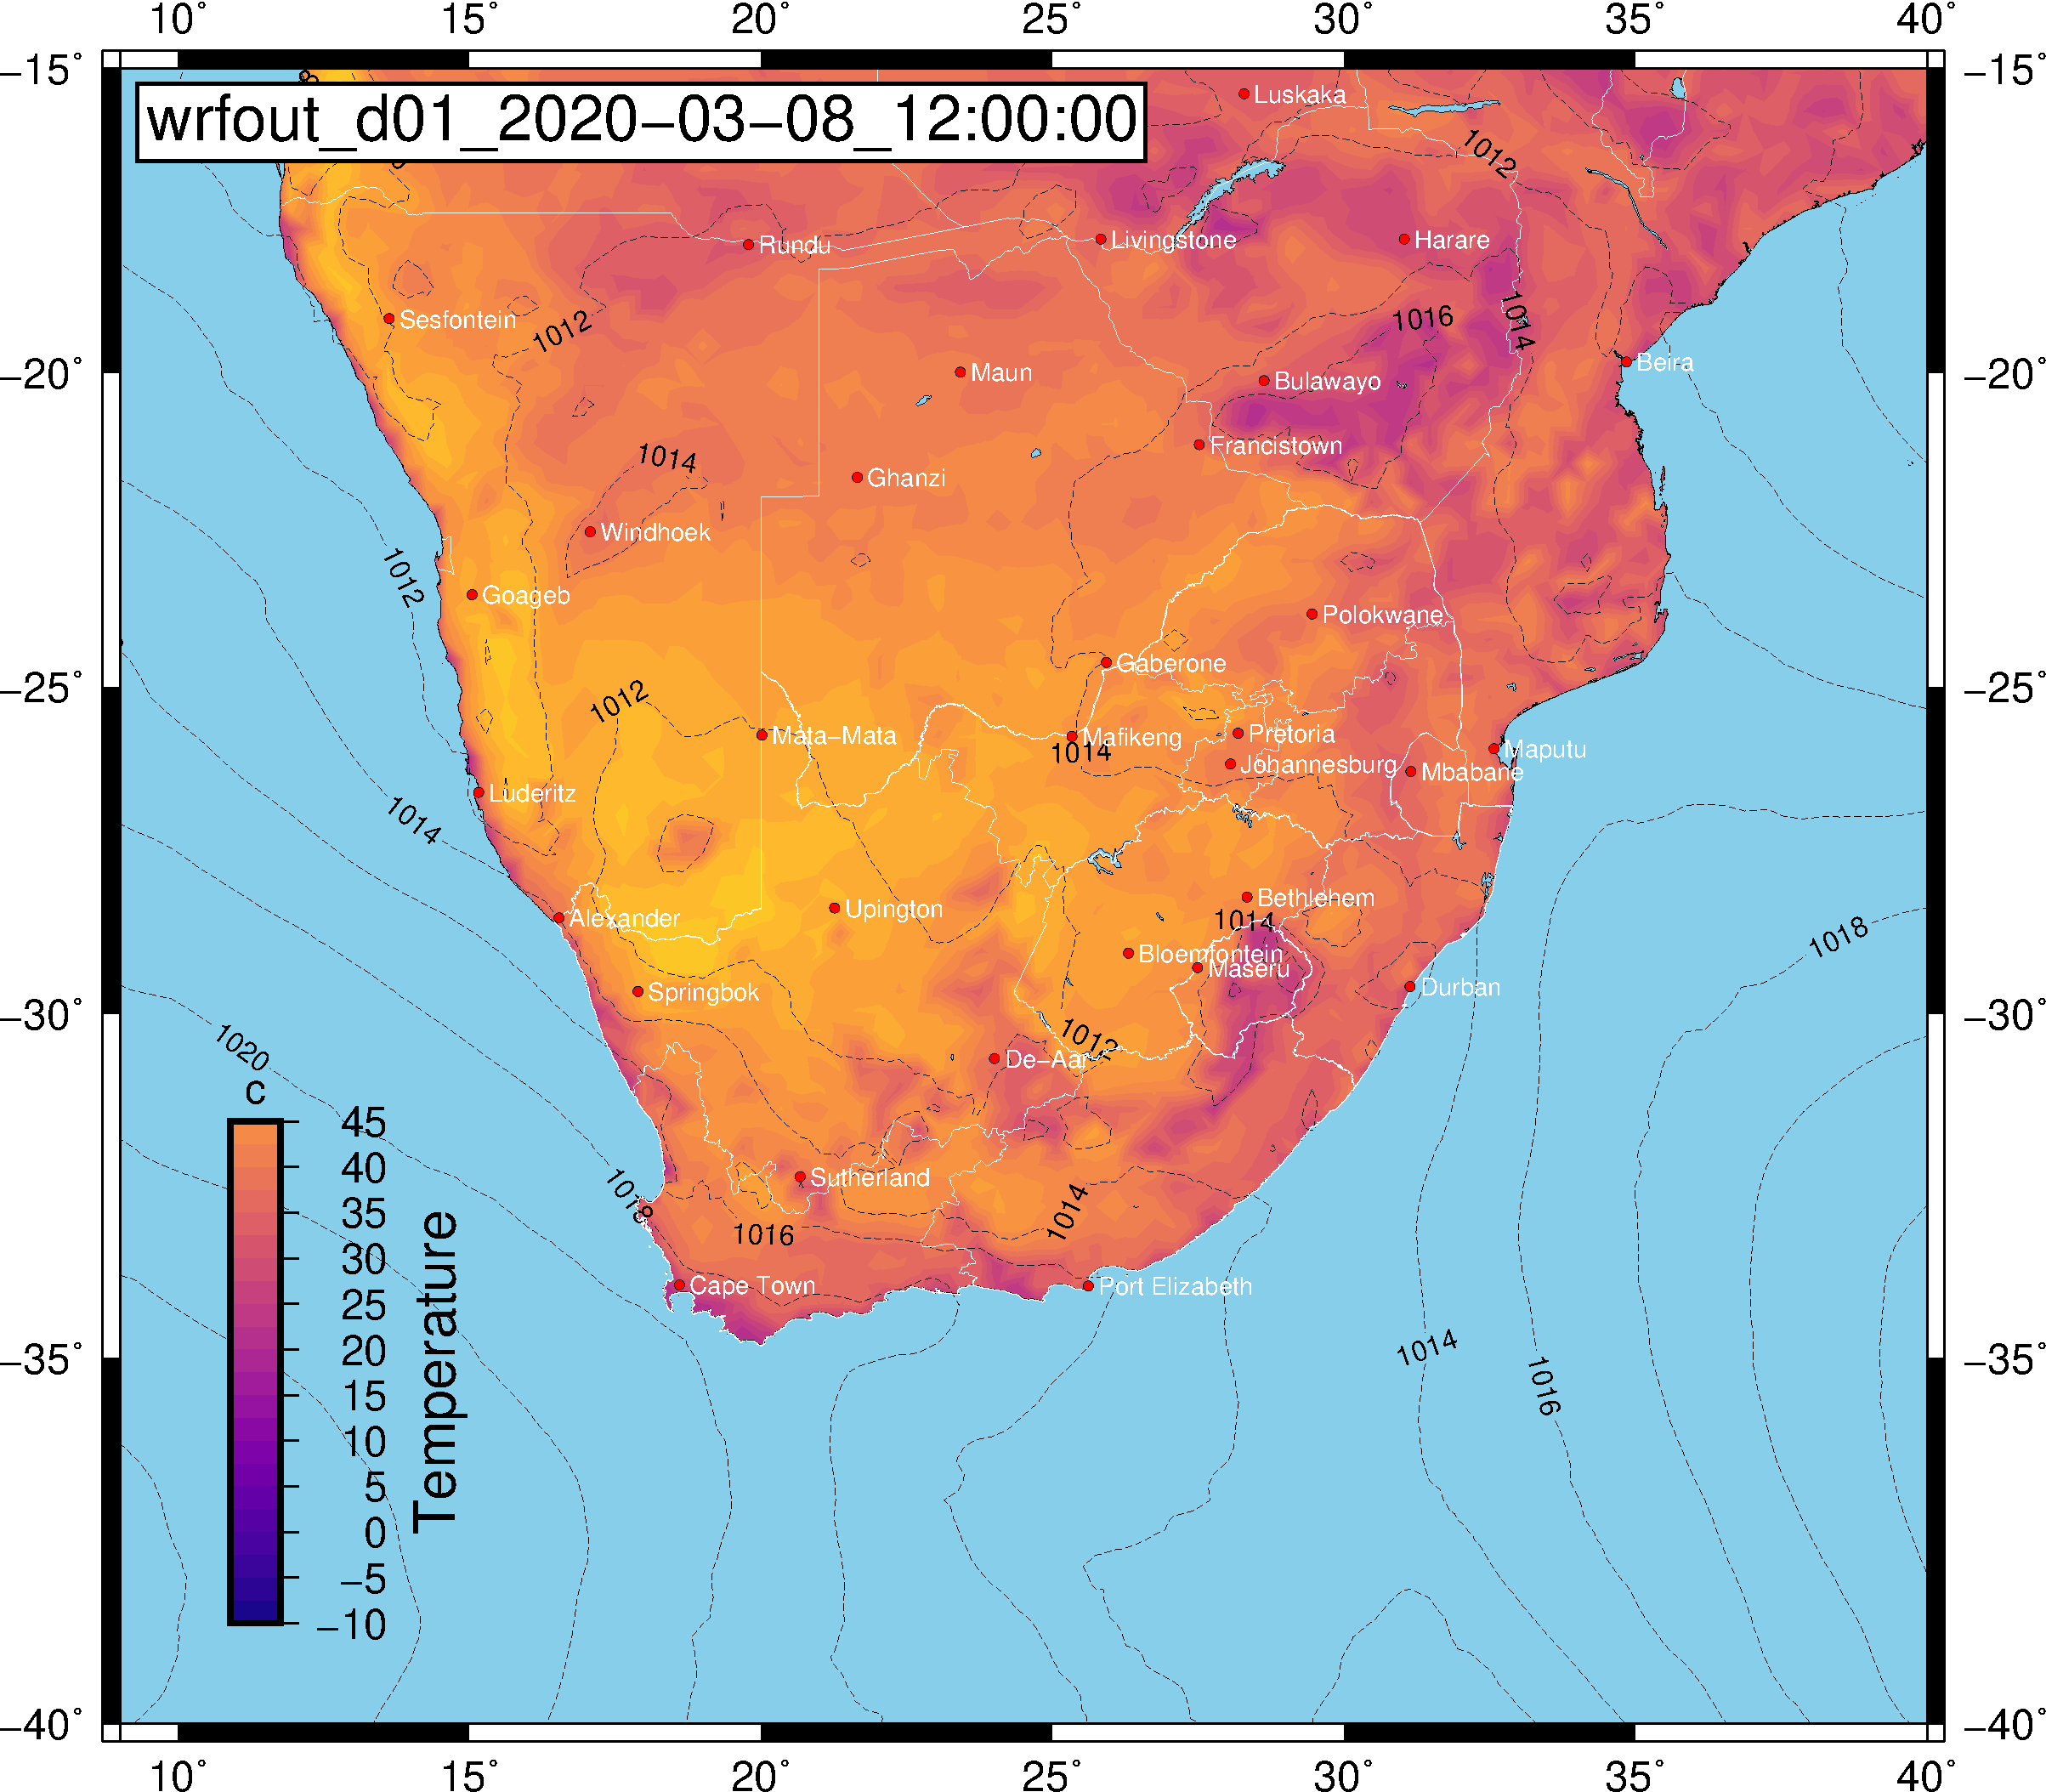 10° 15° 20° 25° 30° 35° 40°
−15° −15°
wrfout_d01_2020−03−08_12:00:00
Luskaka
1012
Rundu
Livingstone
Harare
Sesfontein
1012
1016
1014
−20° −20°
Maun
Bulawayo
Beira
Francistown
1014
Ghanzi
Windhoek
1012
Goageb
Polokwane
Gaberone
−25° −25°
1012
Mata−Mata
Mafikeng
1014
Pretoria
Maputu
Johannesburg
Mbabane
Luderitz
1014
Bethlehem
1014
Alexander
Upington
1018
Bloemfontein
Maseru
Springbok
Durban
−30° −30°
1020
1012
De−Aar
c
45
40
35
30
25
20
15
10
5
0
−5
−10
Temperature
Sutherland
1018
1016
1014
Cape Town
Port Elizabeth
1014
1016
−35° −35°
−40° −40°
10° 15° 20° 25° 30° 35° 40°